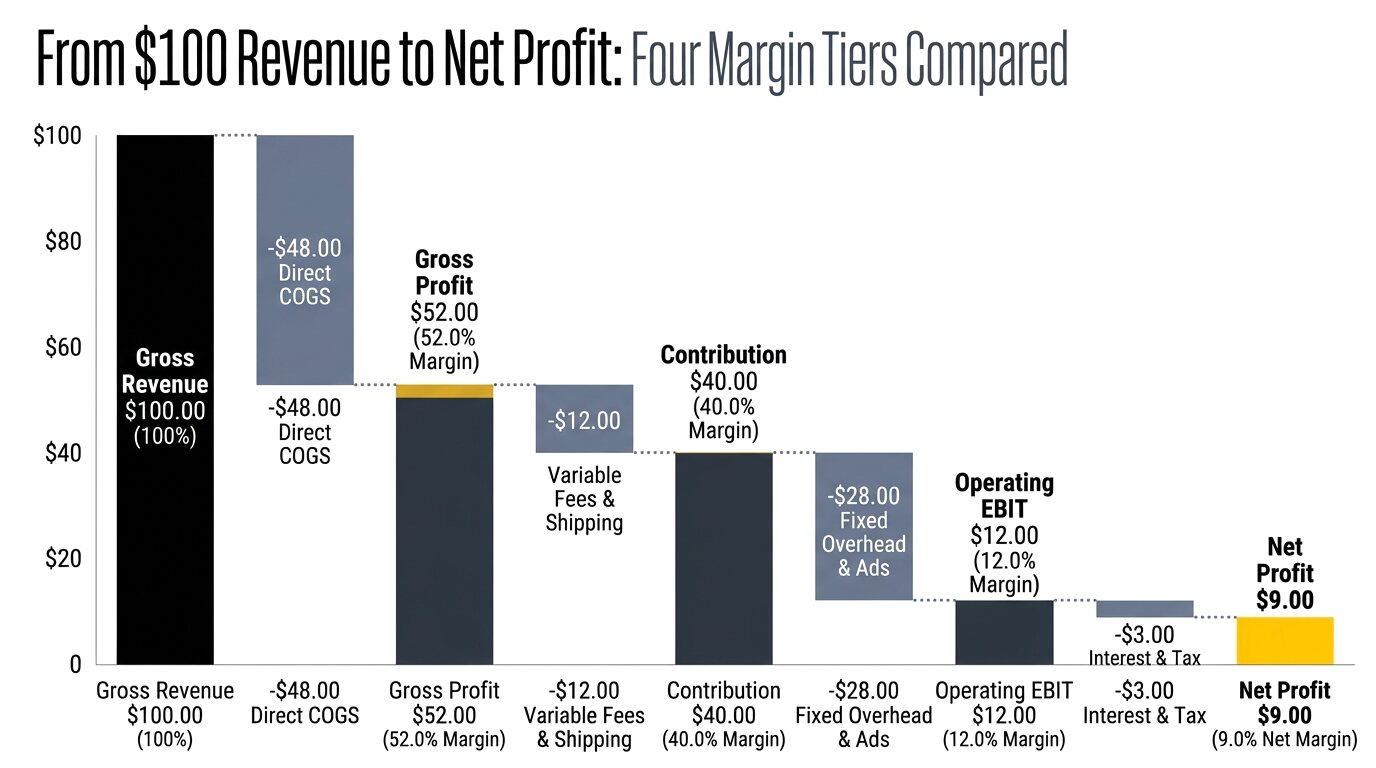 From $100 Revenue to Net Profit: Four Margin Tiers Compared
$100
$80
$60
$40
$20
0
Gross
Revenue
$100.00
(100%)
-$48.00
Direct
COGS
-$48.00
Direct
COGS
Gross
Profit
$52.00
(52.0%
Margin)
-$12.00
Variable
Fees &
Shipping
Contribution
$40.00
(40.0%
Margin)
-$28.00
Fixed
Overhead
& Ads
Operating
EBIT
$12.00
(12.0%
Margin)
-$3.00
Interest & Tax
Net
Profit
$9.00
Gross Revenue
$100.00
(100%)
-$48.00
Direct COGS
Gross Profit
$52.00
(52.0% Margin)
-$12.00
Variable Fees
& Shipping
Contribution
$40.00
(40.0% Margin)
-$28.00
Fixed Overhead
& Ads
Operating EBIT
$12.00
(12.0% Margin)
-$3.00
Interest & Tax
Net Profit
$9.00
(9.0% Net Margin)